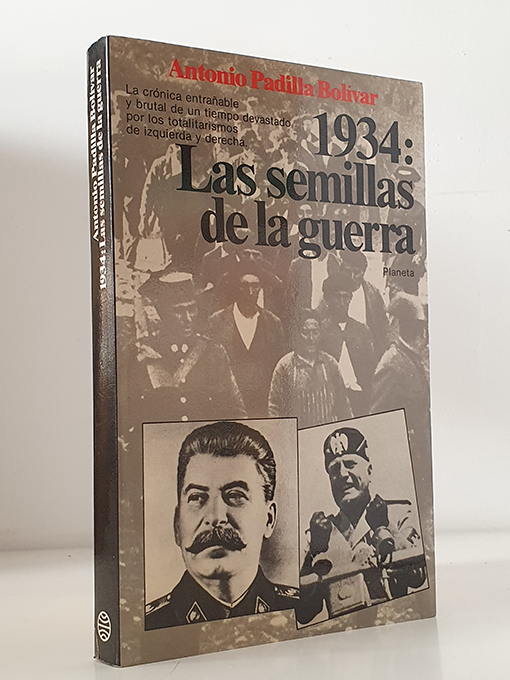 Antonio Padilla Bolívar
La crónica entrañable
y brutal de un tiempo devastado
por los totalitarismos
de izquierda y derecha.
1934:
Las semillas
de la guerra
Planeta
Antonio Padilla Bolívar
1934: Las semillas de la guerra